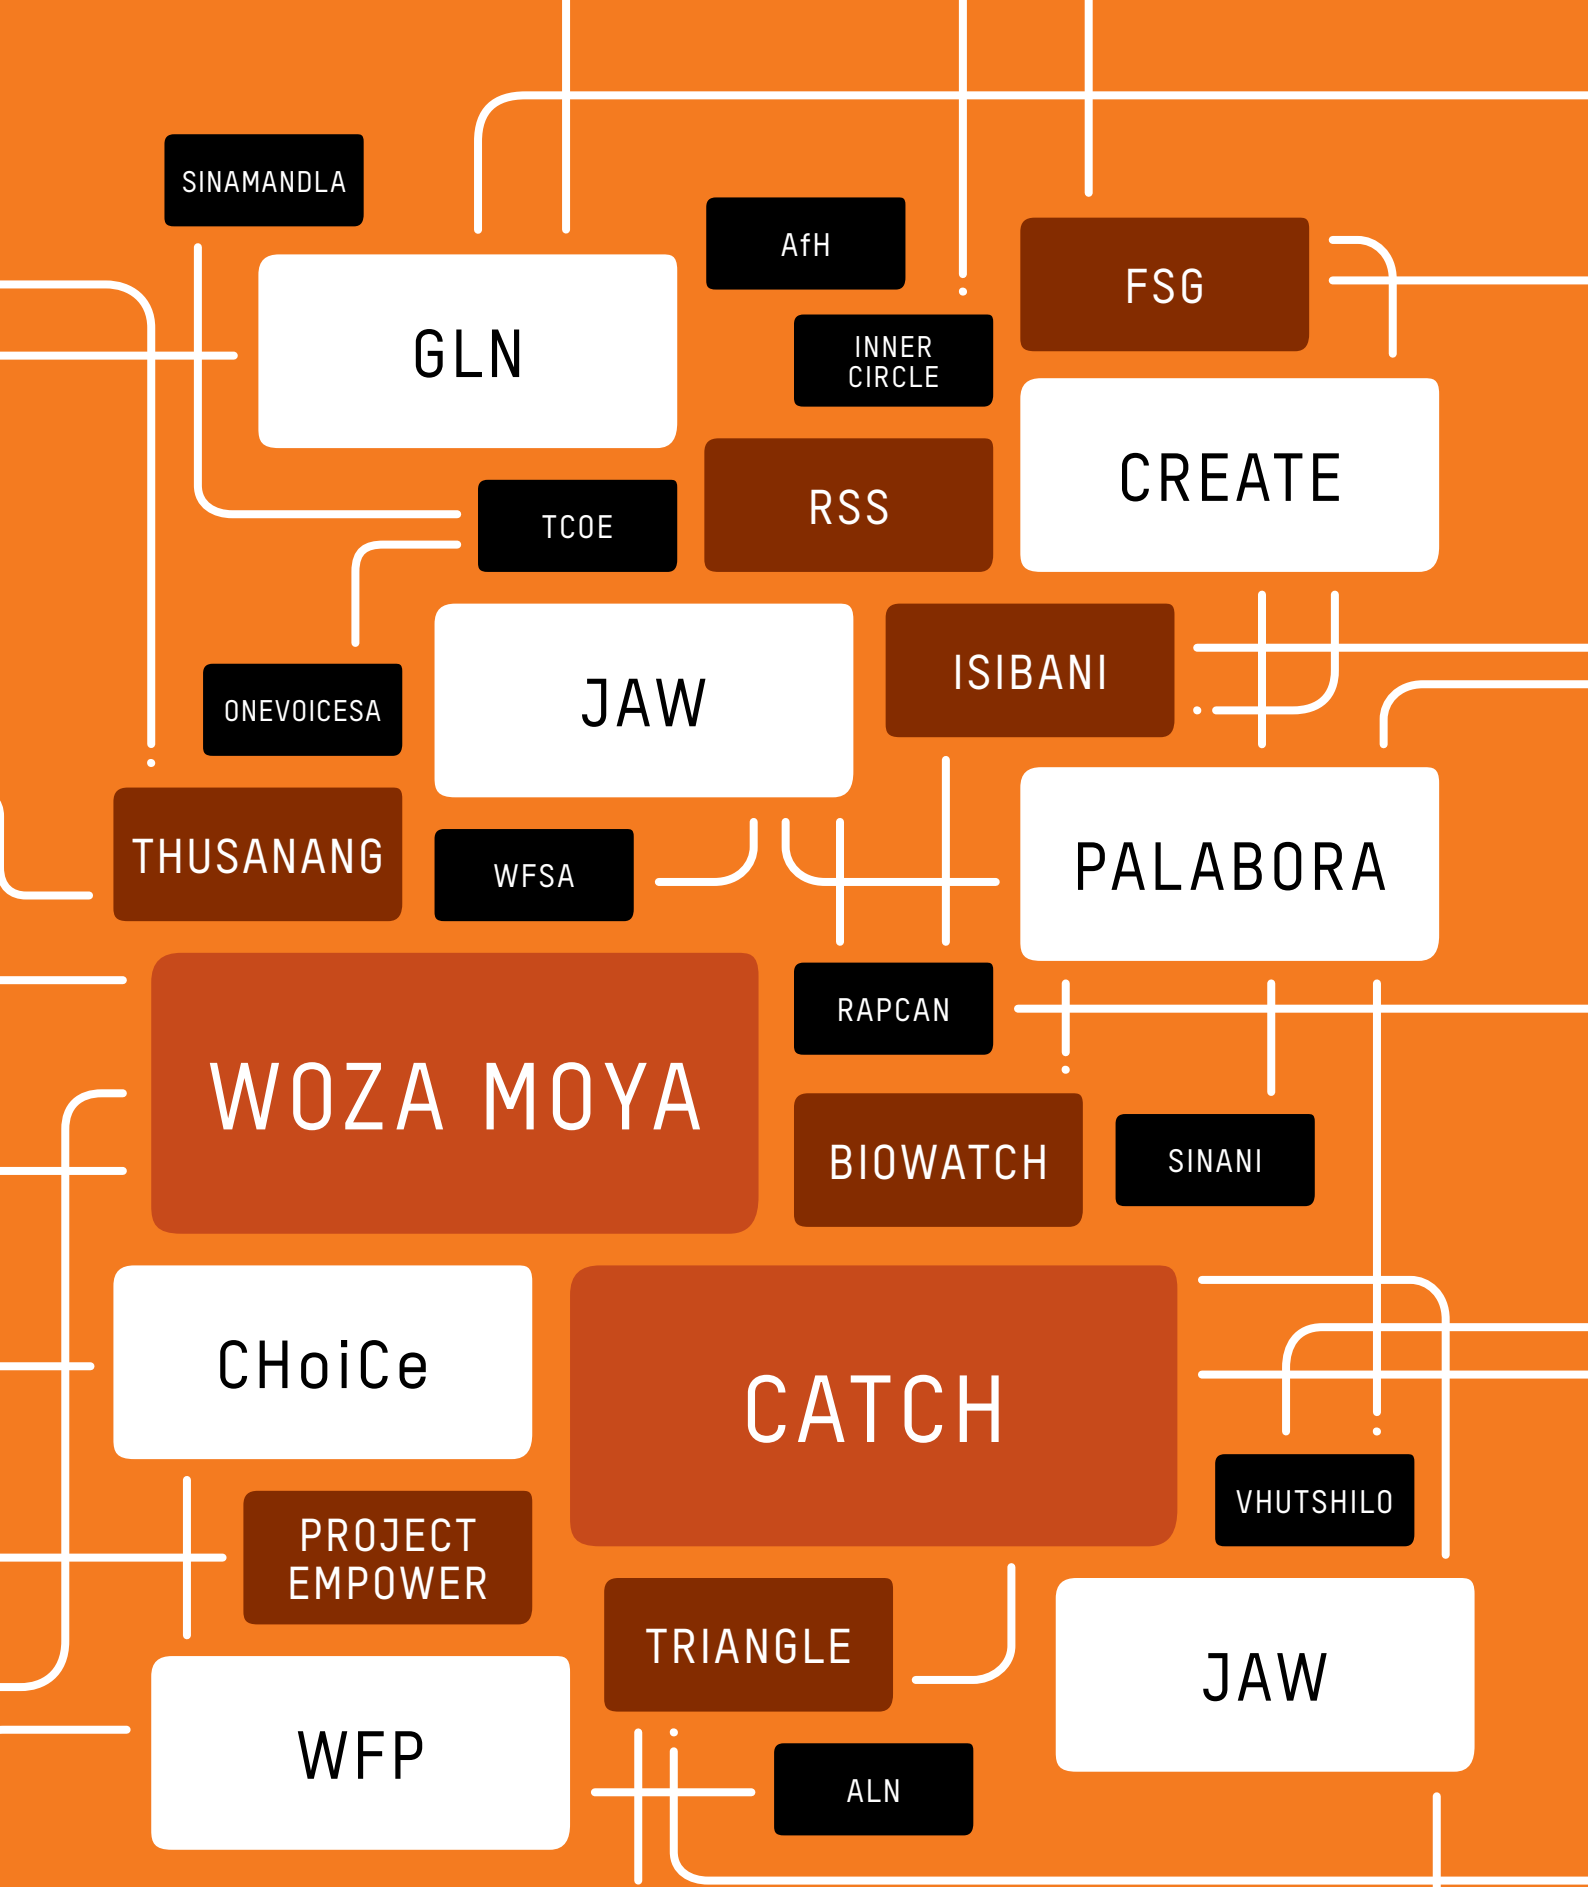 SINAMANDLA
AfH
FSG
GLN
INNER
CIRCLE
CREATE
RSS
TCOE
JAW
ISIBANI
ONEVOICESA
THUSANANG
WFSA
PALABORA
RAPCAN
WOZA MOYA
BIOWATCH
SINANI
CHoiCe
CATCH
VHUTSHILO
PROJECT
EMPOWER
TRIANGLE
JAW
WFP
ALN